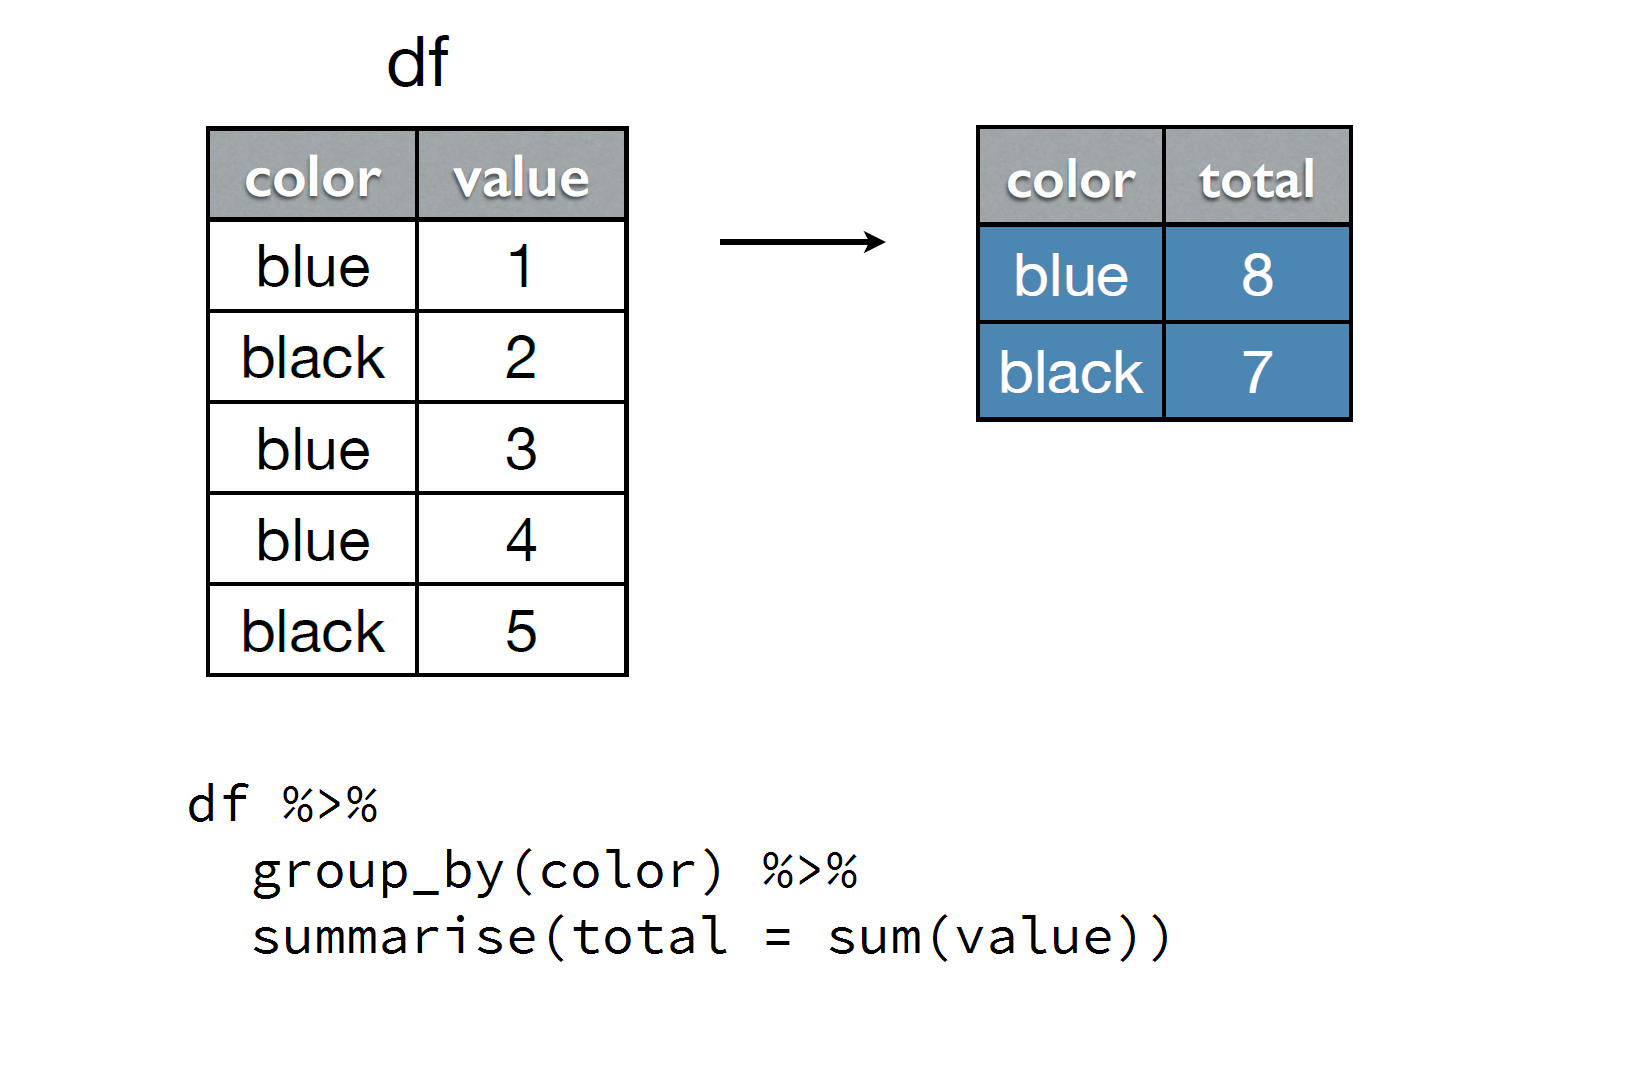 df
color value
blue 1
black 2
blue 3
blue 4
black 5
color total
blue 8
black 7
df %>%
group_by(color) %>%
summarise(total = sum(value))